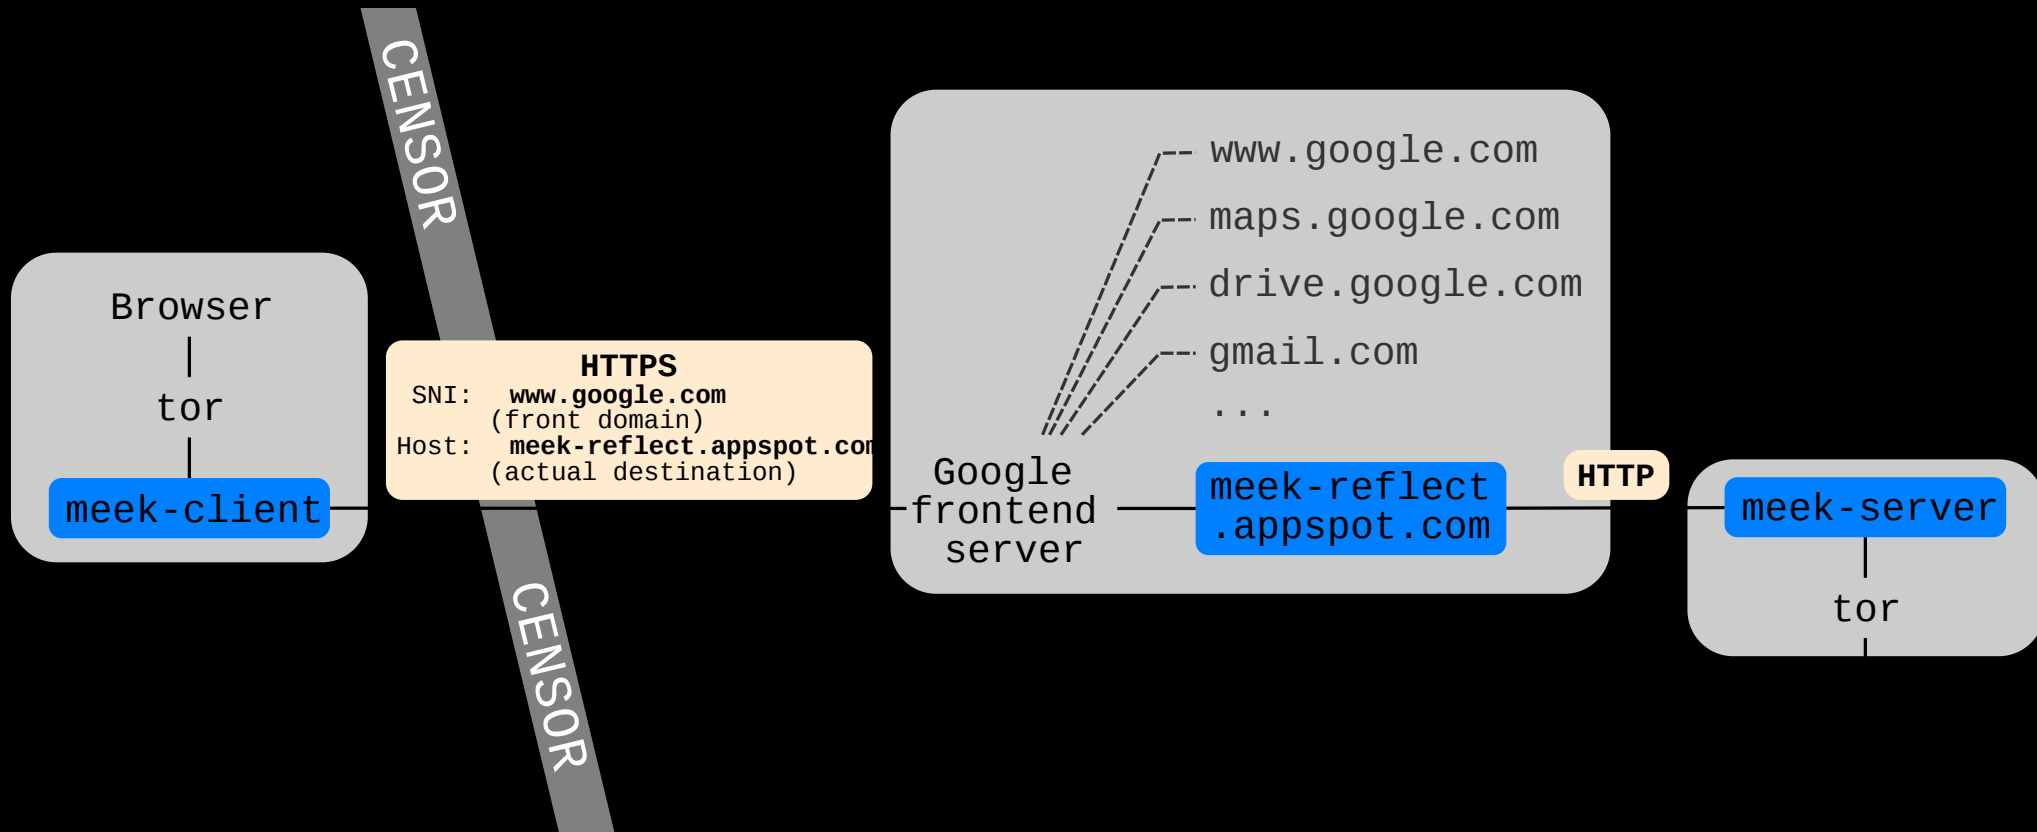 CENSOR
Browser
tor
meek-client
HTTPS
SNI: www.google.com
(front domain)
Host: meek-reflect.appspot.com
(actual destination)
CENSOR
www.google.com
maps.google.com
drive.google.com
gmail.com
...
Google
frontend
server
meek-reflect
.appspot.com
HTTP
meek-server
tor